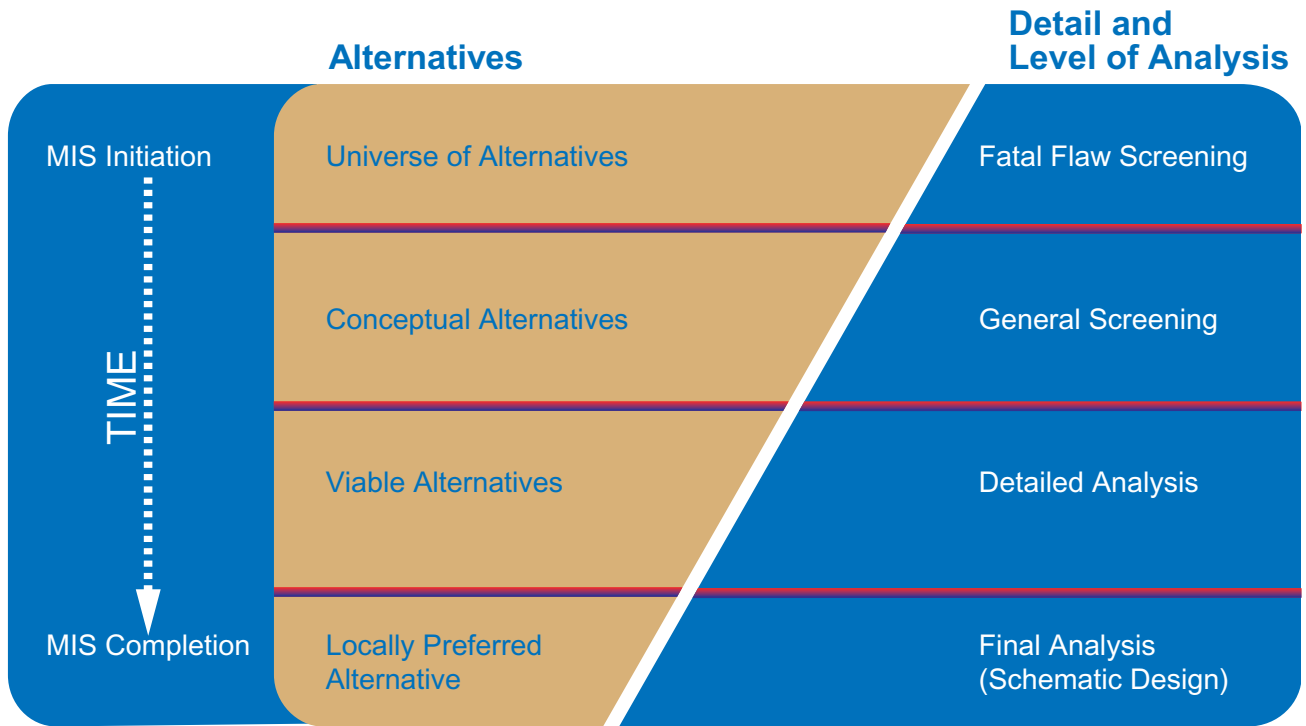 Alternatives
Detail and
Level of Analysis
MIS Initiation
Universe of Alternatives
Fatal Flaw Screening
TIME
Conceptual Alternatives
General Screening
Viable Alternatives
Detailed Analysis
MIS Completion
Locally Preferred
Alternative
Final Analysis
(Schematic Design)